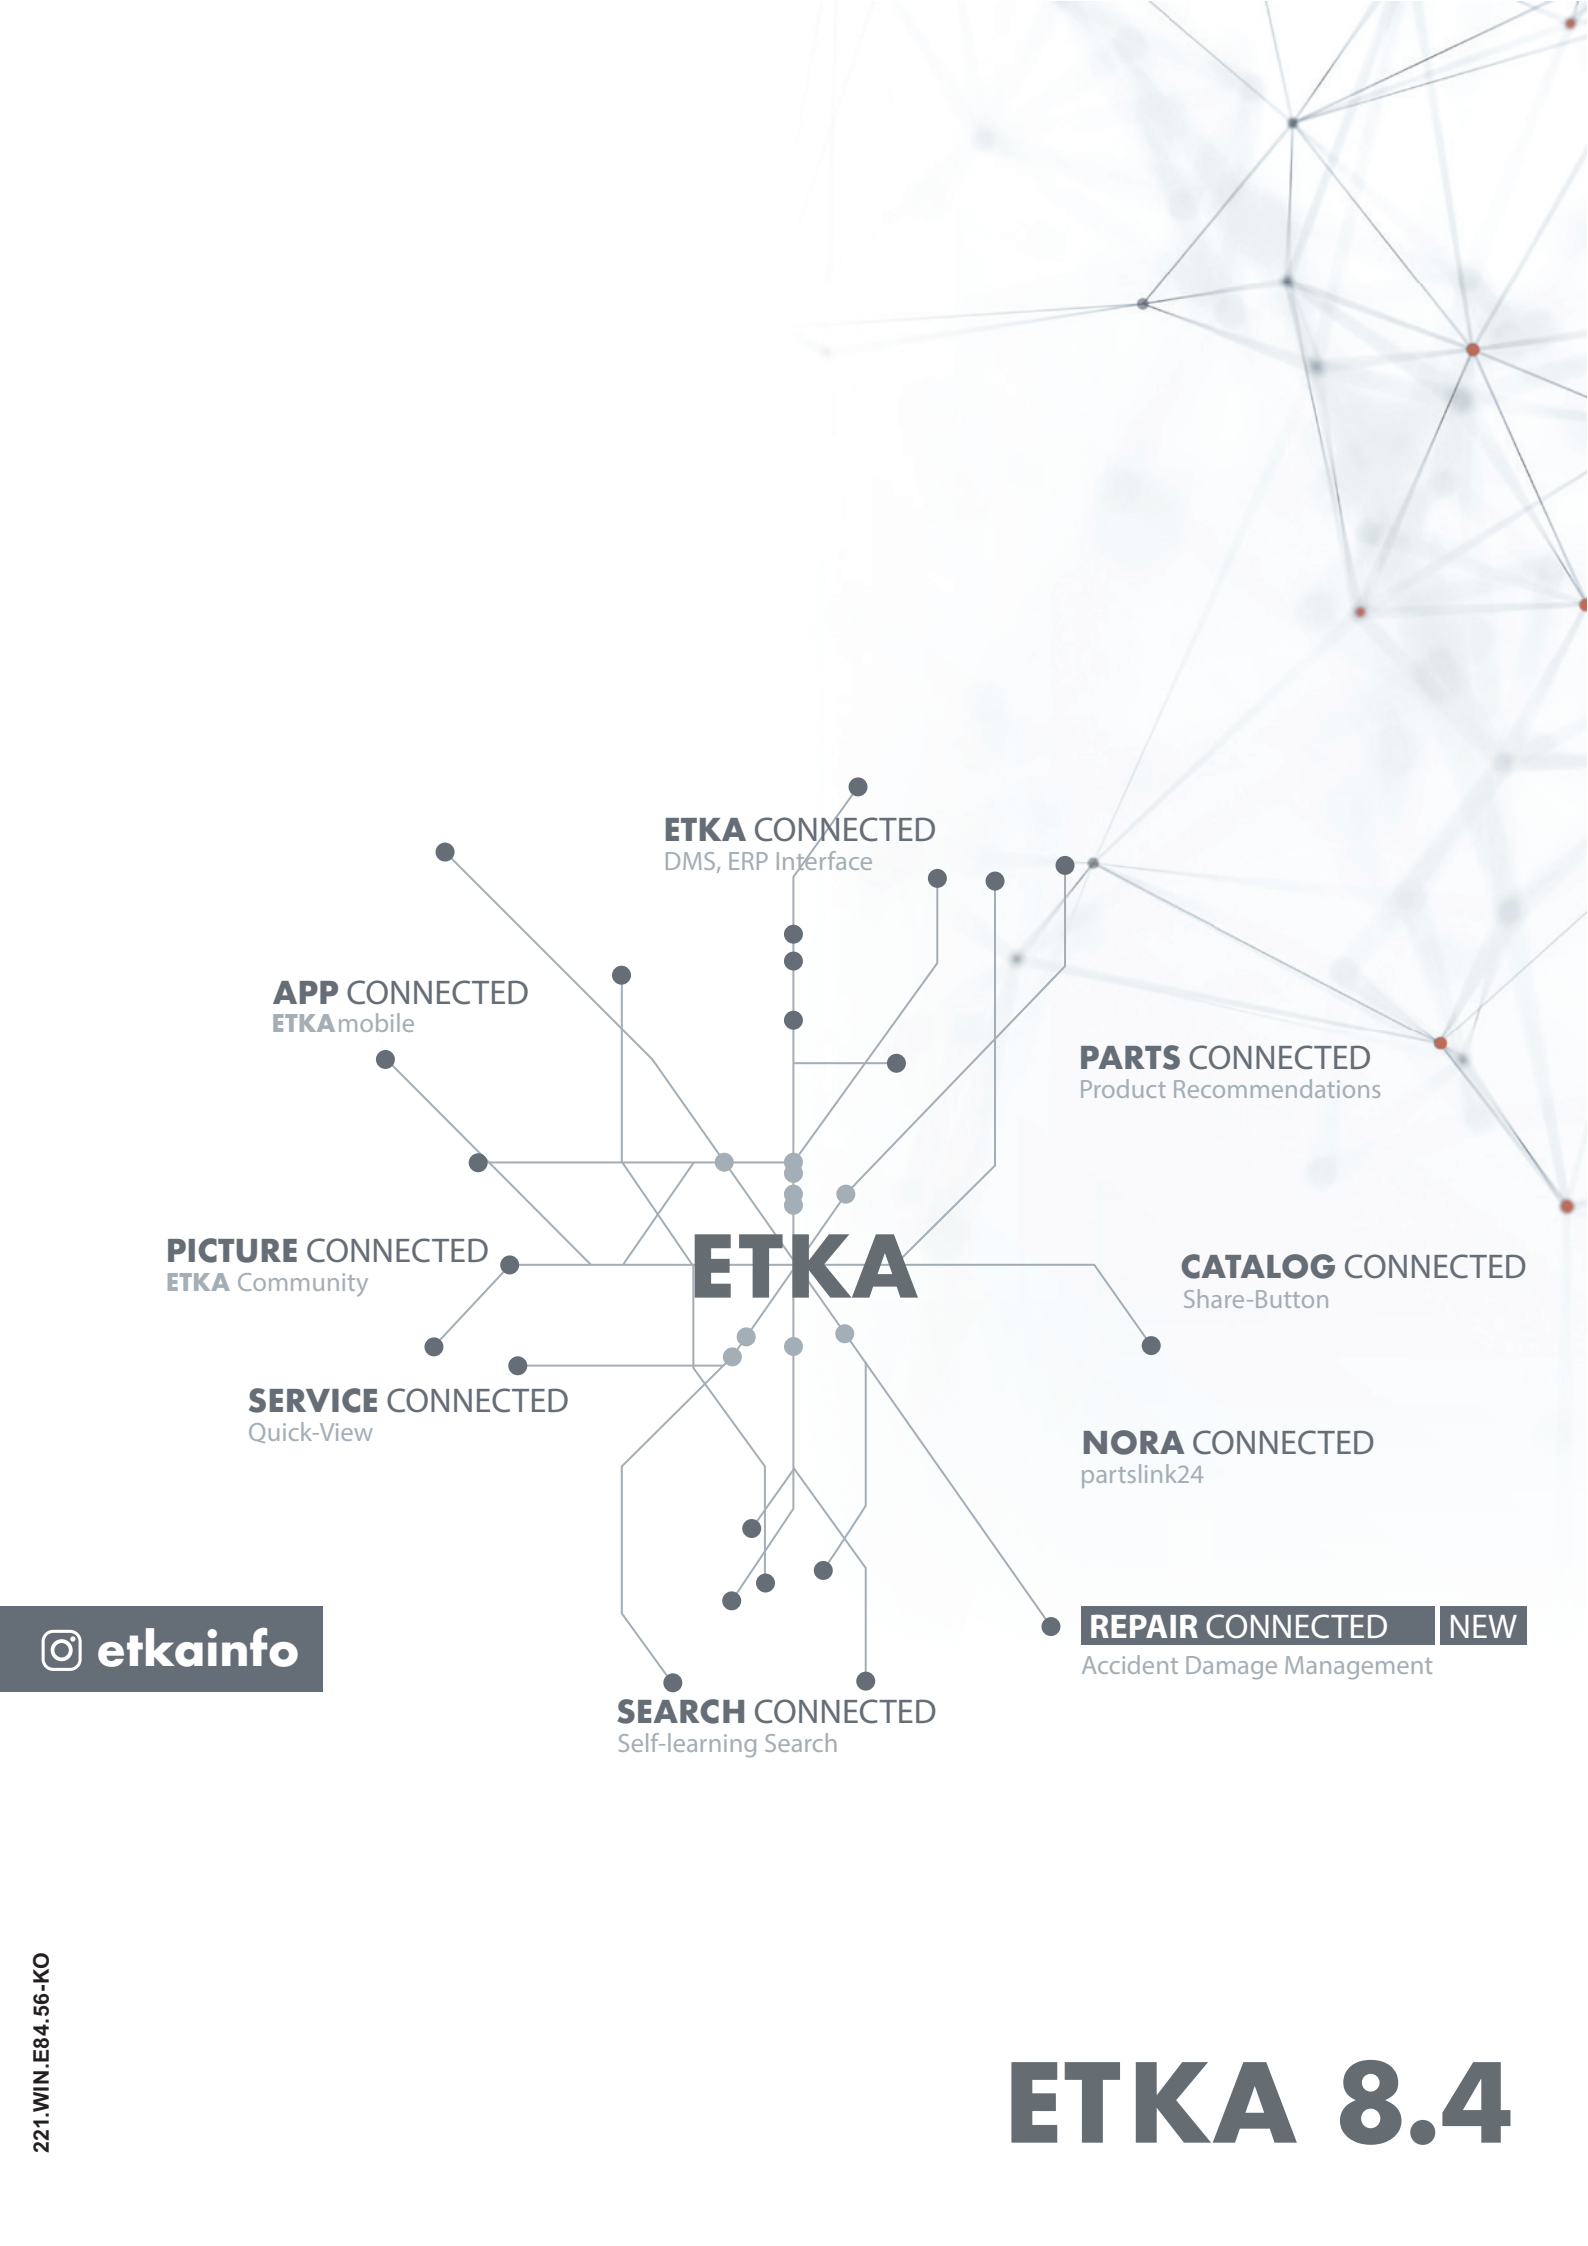 ETKA CONNECTED
DMS, ERP Interface
APP CONNECTED
ETKAmobile
PARTS CONNECTED
Product Recommendations
PICTURE CONNECTED
ETKA Community
ETKA
CATALOG CONNECTED
Share-Button
SERVICE CONNECTED
Quick-View
NORA CONNECTED
partslink24
etkainfo
REPAIR CONNECTED NEW
Accident Damage Management
SEARCH CONNECTED
Self-learning Search
221.WIN.E84.56-KO
ETKA 8.4